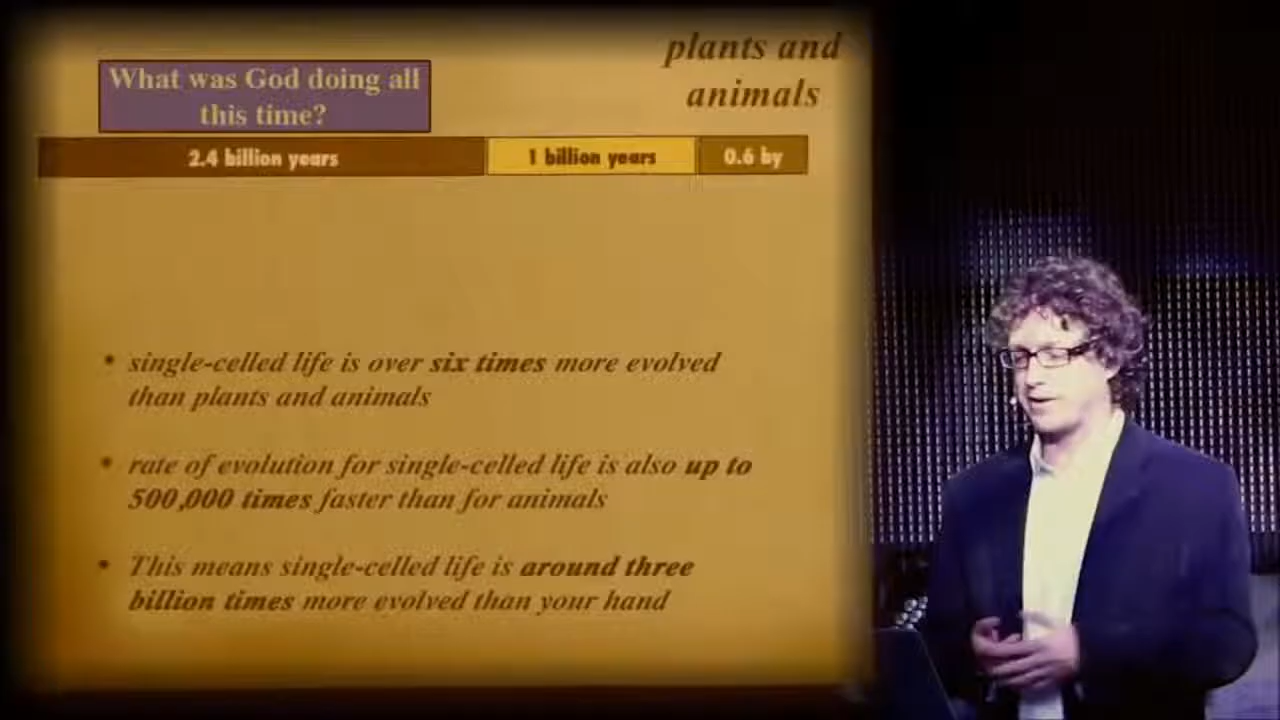 plants and
animals
What was God doing all
this time?
2.4 billion years
1 billion years
0.6 by
• single-celled life is over six times more evolved
than plants and animals
• rate of evolution for single-celled life is also up to
500,000 times faster than for animals
• This means single-celled life is around three
billion times more evolved than your hand